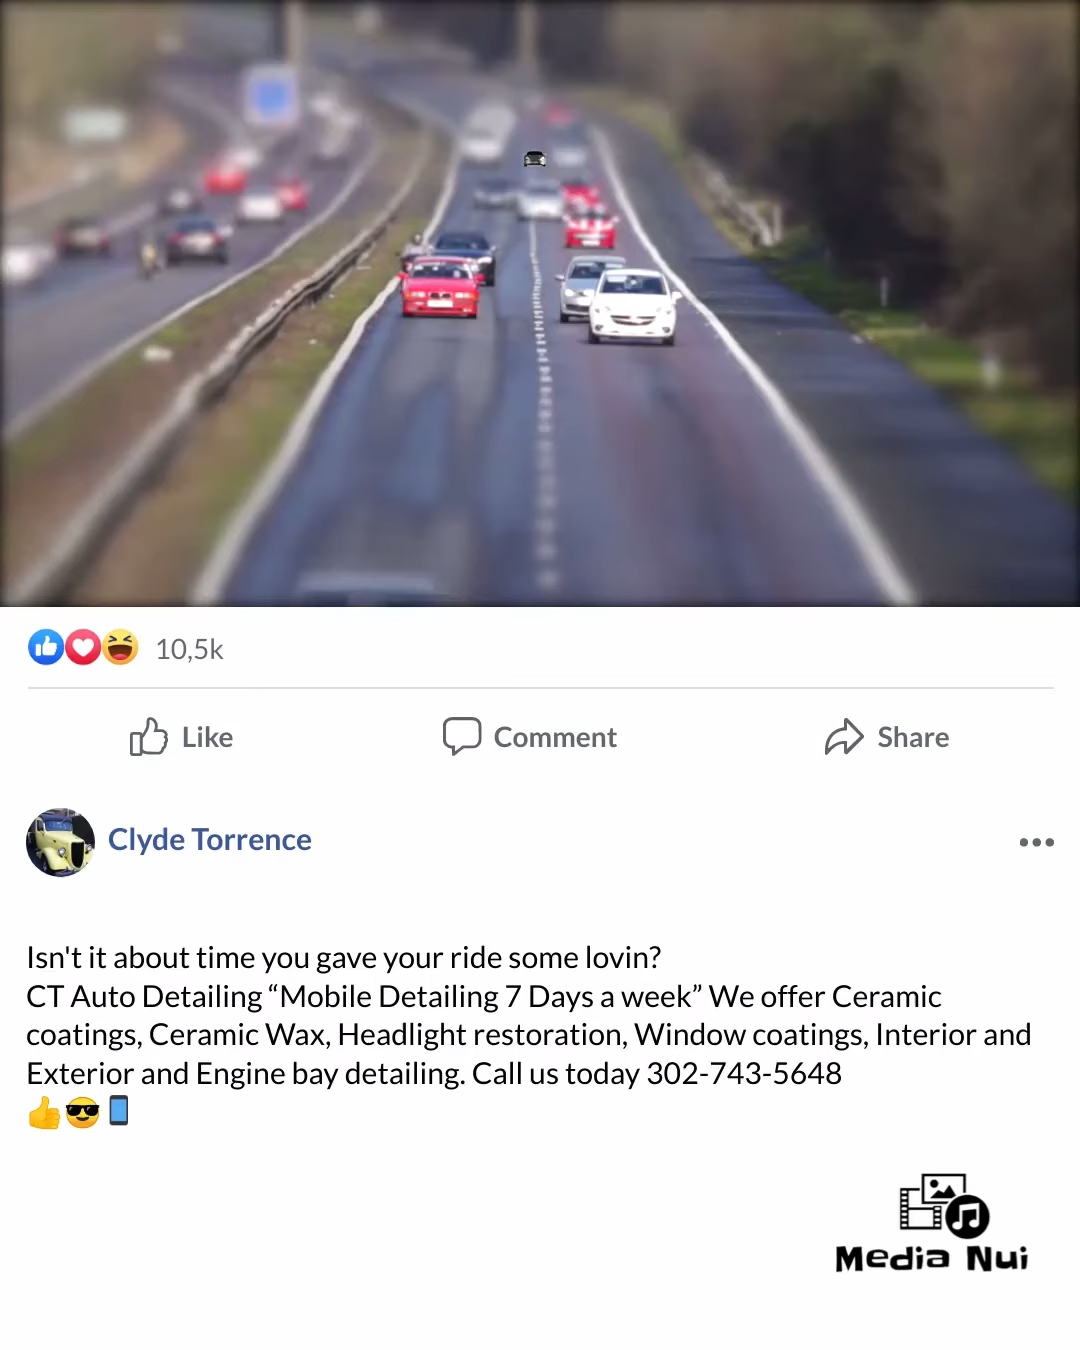 10,5k
Like
Comment
Share
Clyde Torrence
Isn't it about time you gave your ride some lovin?
CT Auto Detailing “Mobile Detailing 7 Days a week” We offer Ceramic
coatings, Ceramic Wax, Headlight restoration, Window coatings, Interior and
Exterior and Engine bay detailing. Call us today 302-743-5648
👍😎📱
Media Nui